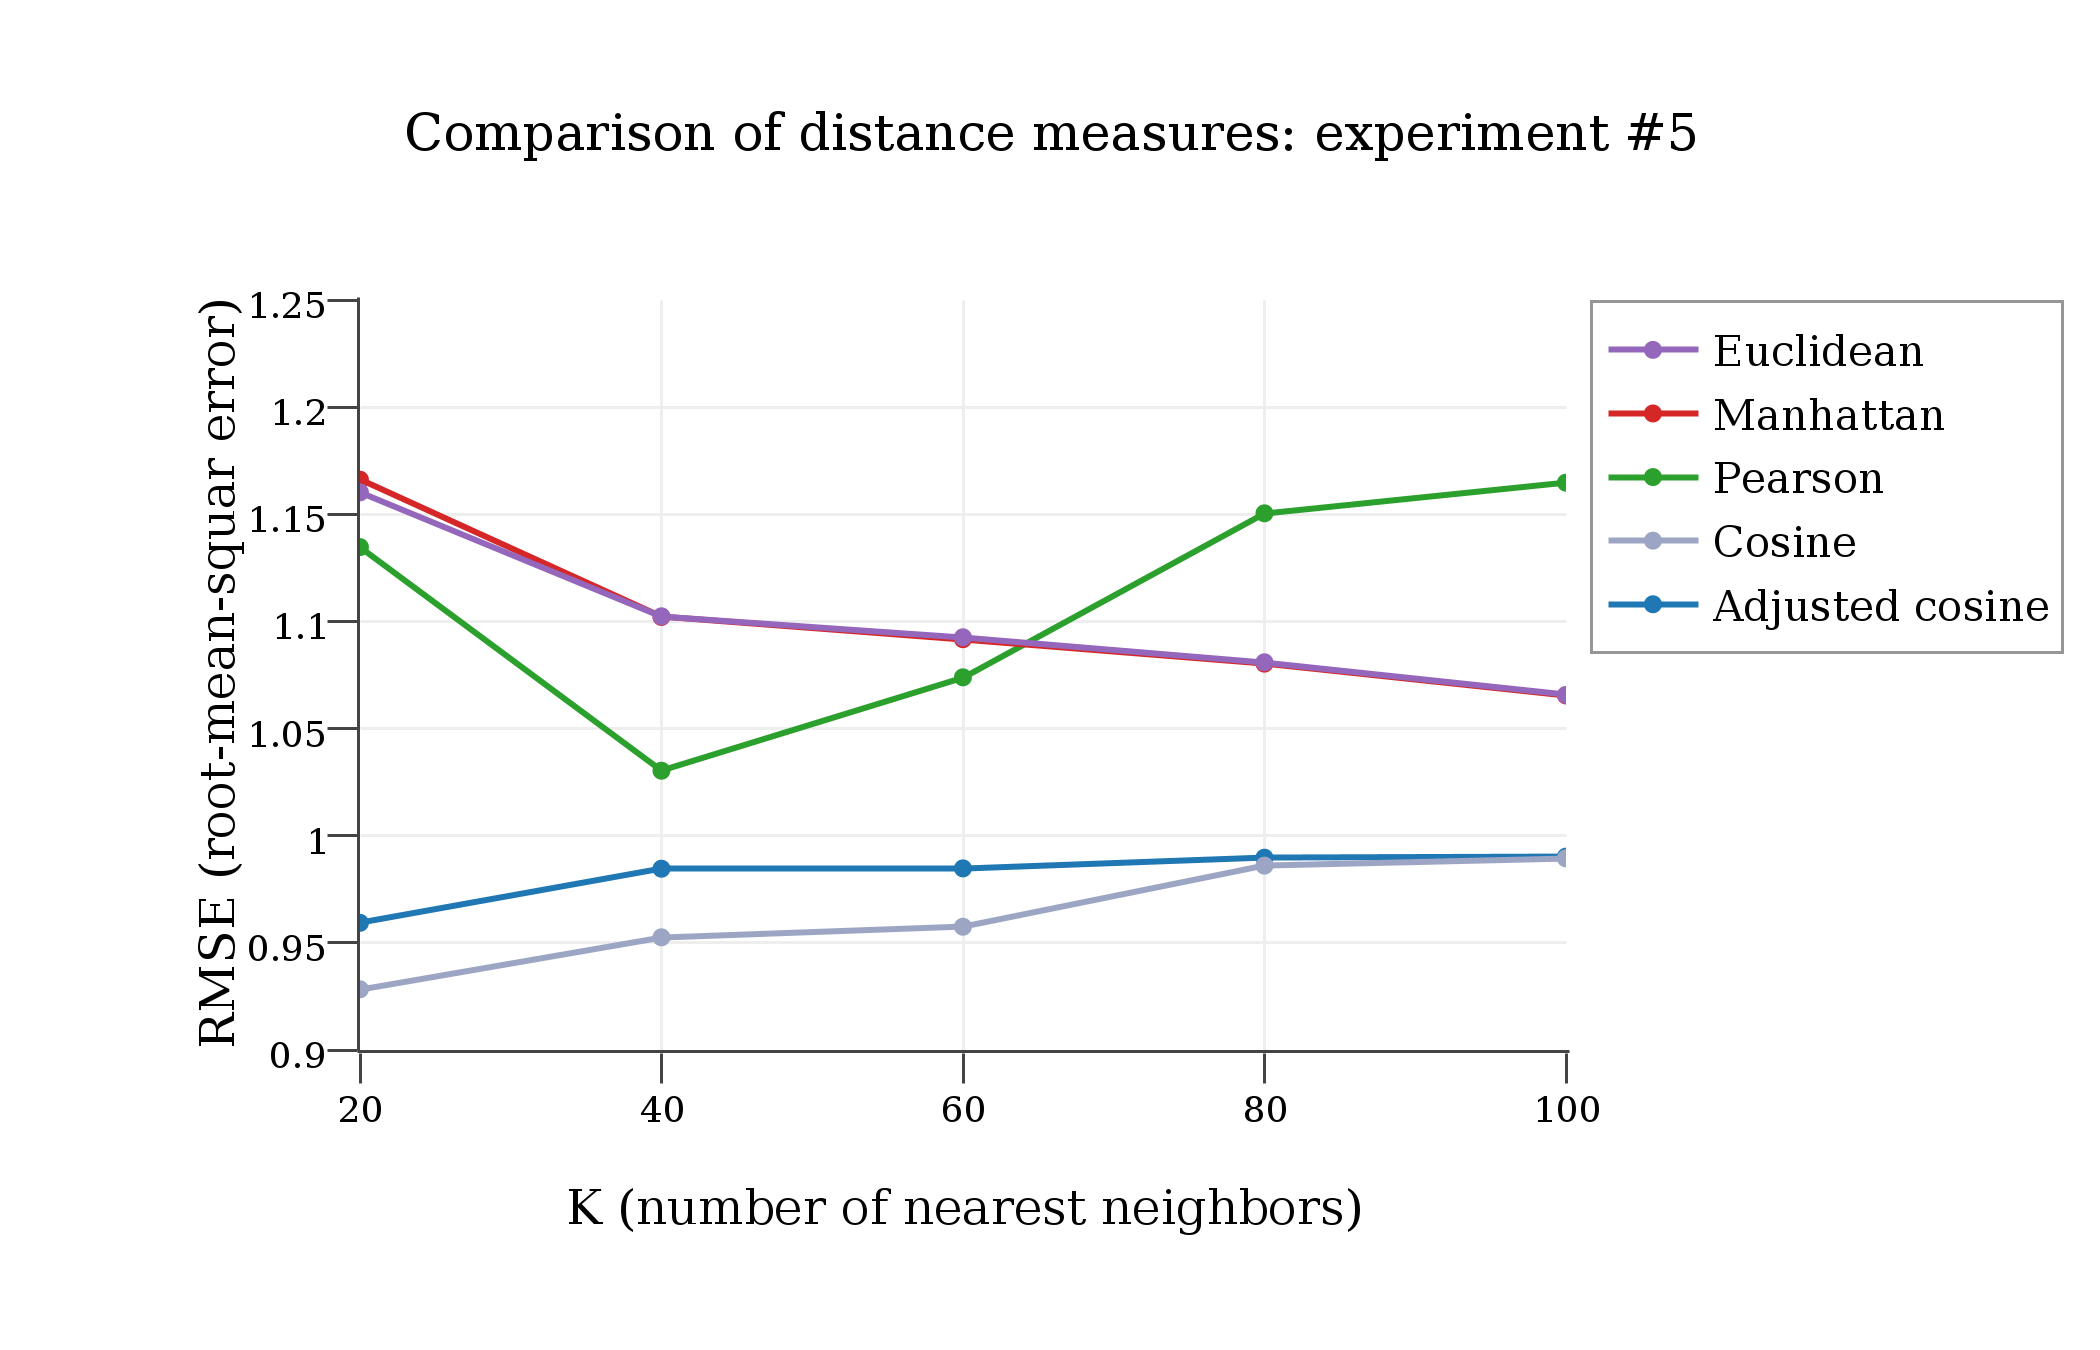 Comparison of distance measures: experiment #5
RMSE (root-mean-squar error)
1.25
1.2
1.15
1.1
1.05
1
0.95
0.9
20 40 60 80 100
K (number of nearest neighbors)
Euclidean
Manhattan
Pearson
Cosine
Adjusted cosine